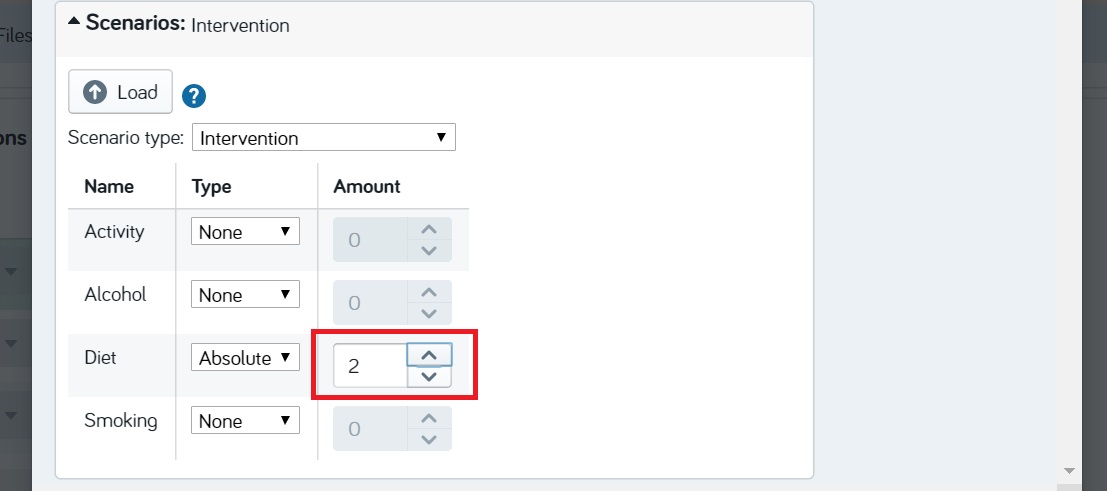 Scenarios: Intervention
Files
Load ?
ons
Scenario type: Intervention
Name Type Amount
Activity None 0
Alcohol None 0
Diet Absolute 2
Smoking None 0